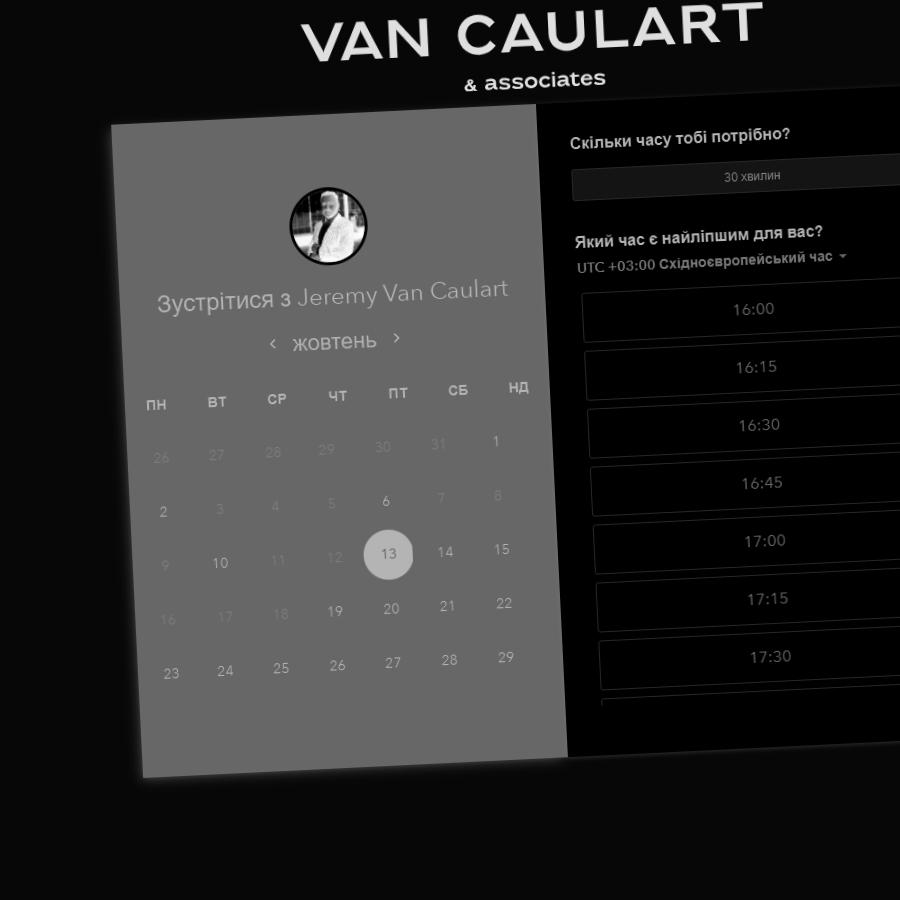 VAN CAULART
& associates
Зустрітися з Jeremy Van Caulart
жовтень
ПН ВТ СР ЧТ ПТ СБ НД
26 27 28 29 30 31 1
2 3 4 5 6 7 8
9 10 11 12 13 14 15
16 17 18 19 20 21 22
23 24 25 26 27 28 29
Скільки часу тобі потрібно?
30 хвилин
Який час є найліпшим для вас?
UTC +03:00 Східноєвропейський час
16:00
16:15
16:30
16:45
17:00
17:15
17:30